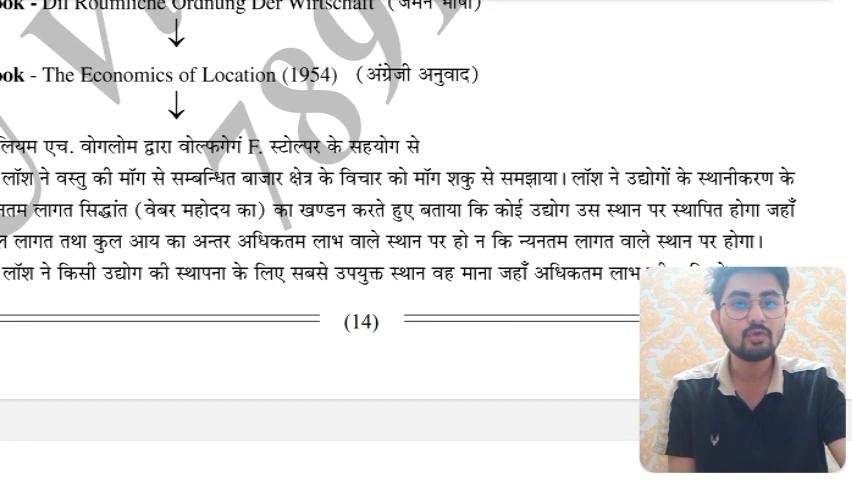 ook - Dil Roumliche Ordnung Der Wirtschaft (जर्मन भाषा)
↓
ook - The Economics of Location (1954) (अंग्रेजी अनुवाद)
↓
लियम एच. वोगलोम द्वारा वोल्फगेगं F. स्टोल्पर के सहयोग से
लॉश ने वस्तु की माँग से सम्बन्धित बाजार क्षेत्र के विचार को माँग शकु से समझाया। लॉश ने उद्योगों के स्थानीकरण के
नतम लागत सिद्धांत (वेबर महोदय का) का खण्डन करते हुए बताया कि कोई उद्योग उस स्थान पर स्थापित होगा जहाँ
ल लागत तथा कुल आय का अन्तर अधिकतम लाभ वाले स्थान पर हो न कि न्यनतम लागत वाले स्थान पर होगा।
लॉश ने किसी उद्योग की स्थापना के लिए सबसे उपयुक्त स्थान वह माना जहाँ अधिकतम लाभ
(14)
789